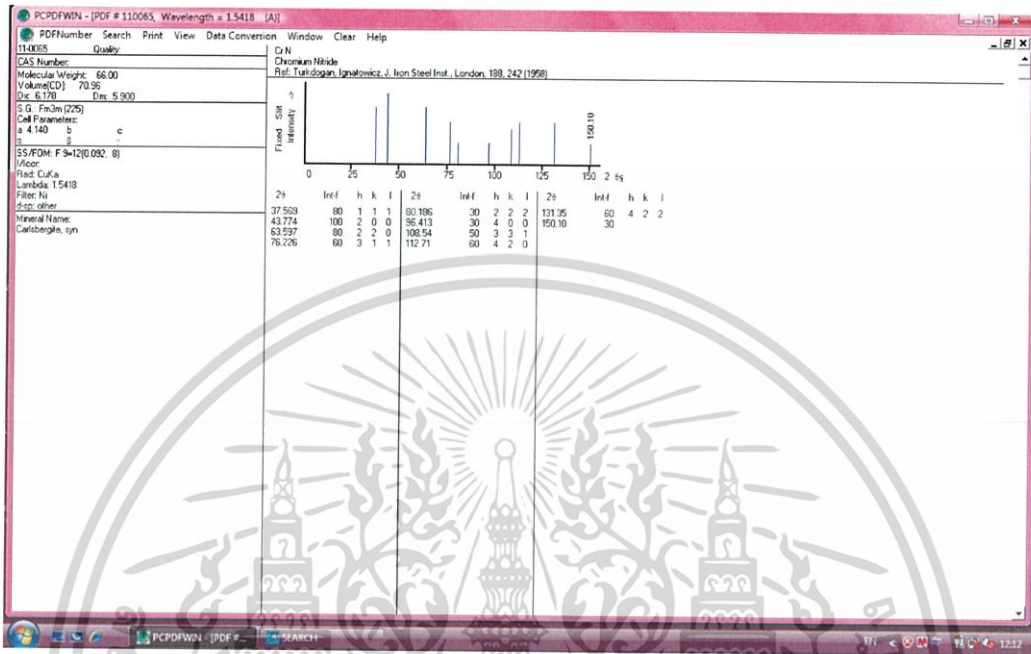 PCPDFWIN - [PDF # 110065, Wavelength = 1.5418 (A)]
PDFNumber Search Print View Data Conversion Window Clear Help
11-0065 Quality:
CAS Number:
Molecular Weight: 66.00
Volume[CD]: 70.96
Dx: 6.178 Dm: 5.900
S.G.: Fm3m (225)
Cell Parameters:
a 4.140 b c
SS/FOM: F 9=12(0.092, 8)
I/Icor:
Rad: CuKa
Lambda: 1.5418
Filter: Ni
d-sp: other
Mineral Name:
Carlsbergite, syn
Cr N
Chromium Nitride
Ref: Turkdogan, Ignatowicz, J. Iron Steel Inst., London, 188, 242 (1958)
Fixed Slit
Intensity
150.10
0 25 50 75 100 125 150 2
2θ Int-f h k l 2θ Int-f h k l 2θ Int-f h k l
37.569 80 1 1 1 80.186 30 2 2 2 131.35 60 4 2 2
43.774 100 2 0 0 96.413 30 4 0 0 150.10 30
63.597 80 2 2 0 108.54 50 3 3 1
76.226 60 3 1 1 112.71 60 4 2 0
PCPDFWIN - [PDF #... SEARCH EN 12:12